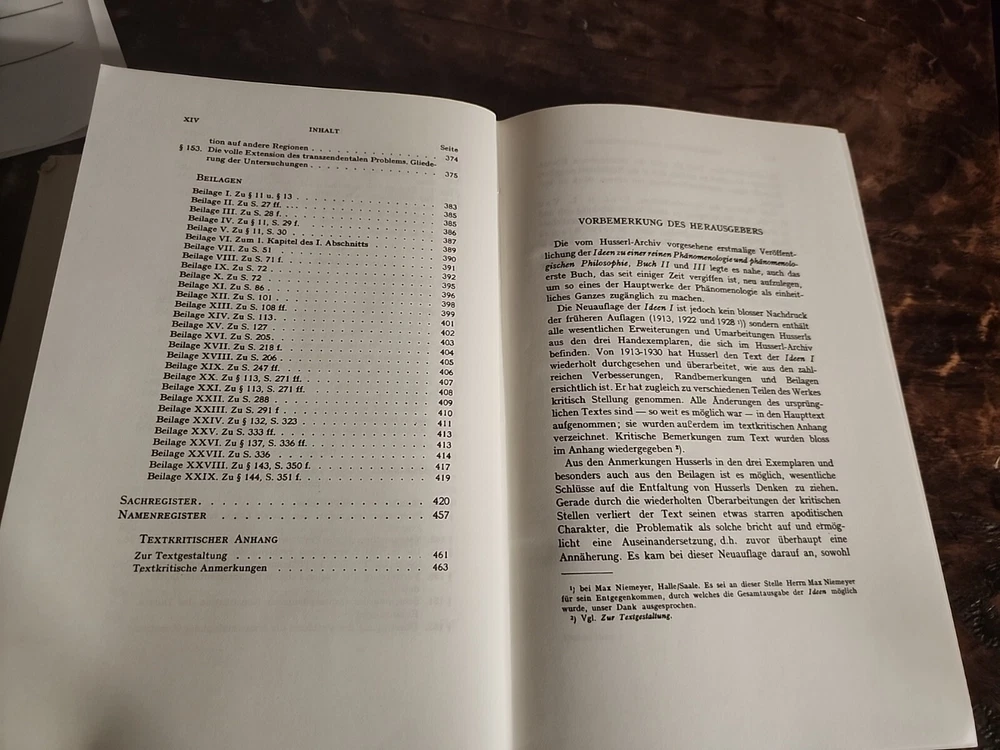 XIV
INHALT
Seite
tion auf andere Regionen . . . . . . . . . . . . . . . 374
§ 153. Die volle Extension des transzendentalen Problems. Gliede-
rung der Untersuchungen . . . . . . . . . . . . . . . 375
BEILAGEN
Beilage I. Zu § 11 u. § 13 . . . . . . . . . . . . . . . 383
Beilage II. Zu S. 27 ff. . . . . . . . . . . . . . . . 385
Beilage III. Zu S. 28 f. . . . . . . . . . . . . . . . 385
Beilage IV. Zu § 11, S. 29 f. . . . . . . . . . . . . . . 386
Beilage V. Zu § 11, S. 30 . . . . . . . . . . . . . . . 387
Beilage VI. Zum 1. Kapitel des I. Abschnitts . . . . . . . . 389
Beilage VII. Zu S. 51 . . . . . . . . . . . . . . . 390
Beilage VIII. Zu S. 71 f. . . . . . . . . . . . . . . . 391
Beilage IX. Zu S. 72 . . . . . . . . . . . . . . . 392
Beilage X. Zu S. 72 . . . . . . . . . . . . . . . 395
Beilage XI. Zu S. 86 . . . . . . . . . . . . . . . 396
Beilage XII. Zu S. 101 . . . . . . . . . . . . . . . 398
Beilage XIII. Zu S. 108 ff. . . . . . . . . . . . . . . . 399
Beilage XIV. Zu S. 113 . . . . . . . . . . . . . . . 401
Beilage XV. Zu S. 127 . . . . . . . . . . . . . . . 402
Beilage XVI. Zu S. 205 . . . . . . . . . . . . . . . 403
Beilage XVII. Zu S. 218 f. . . . . . . . . . . . . . . . 404
Beilage XVIII. Zu S. 206 . . . . . . . . . . . . . . . 405
Beilage XIX. Zu S. 247 ff. . . . . . . . . . . . . . . . 406
Beilage XX. Zu § 113, S. 271 ff. . . . . . . . . . . . . . 407
Beilage XXI. Zu § 113, S. 271 ff. . . . . . . . . . . . . . 408
Beilage XXII. Zu S. 288 . . . . . . . . . . . . . . . 409
Beilage XXIII. Zu S. 291 f . . . . . . . . . . . . . . . 410
Beilage XXIV. Zu § 132, S. 323 . . . . . . . . . . . . . . 411
Beilage XXV. Zu S. 333 ff. . . . . . . . . . . . . . . . 413
Beilage XXVI. Zu § 137, S. 336 ff. . . . . . . . . . . . . . 413
Beilage XXVII. Zu S. 336 . . . . . . . . . . . . . . . 414
Beilage XXVIII. Zu § 143, S. 350 f. . . . . . . . . . . . . 417
Beilage XXIX. Zu § 144, S. 351 f. . . . . . . . . . . . . . 419
SACHREGISTER. . . . . . . . . . . . . . . . . . . 420
NAMENREGISTER . . . . . . . . . . . . . . . . . . 457
TEXTKRITISCHER ANHANG
Zur Textgestaltung . . . . . . . . . . . . . . . . . 461
Textkritische Anmerkungen . . . . . . . . . . . . . . 463
VORBEMERKUNG DES HERAUSGEBERS
Die vom Husserl-Archiv vorgesehene erstmalige Veröffent-
lichung der Ideen zu einer reinen Phänomenologie und phänomeno-
gischen Philosophie, Buch II und III legte es nahe, auch das
erste Buch, das seit einiger Zeit vergiffen ist, neu aufzulegen,
um so eines der Hauptwerke der Phänomenologie als einheit-
liches Ganzes zugänglich zu machen.
Die Neuauflage der Ideen I ist jedoch kein blosser Nachdruck
der früheren Auflagen (1913, 1922 und 1928 ¹)) sondern enthält
alle wesentlichen Erweiterungen und Umarbeitungen Husserls
aus den drei Handexemplaren, die sich im Husserl-Archiv
befinden. Von 1913-1930 hat Husserl den Text der Ideen I
wiederholt durchgesehen und überarbeitet, wie aus den zahl-
reichen Verbesserungen, Randbemerkungen und Beilagen
ersichtlich ist. Er hat zugleich zu verschiedenen Teilen des Werkes
kritisch Stellung genommen. Alle Änderungen des ursprüng-
lichen Textes sind — so weit es möglich war — in den Haupttext
aufgenommen; sie wurden außerdem im textkritischen Anhang
verzeichnet. Kritische Bemerkungen zum Text wurden bloss
im Anhang wiedergegeben ²).
Aus den Anmerkungen Husserls in den drei Exemplaren und
besonders auch aus den Beilagen ist es möglich, wesentliche
Schlüsse auf die Entfaltung von Husserls Denken zu ziehen.
Gerade durch die wiederholten Überarbeitungen der kritischen
Stellen verliert der Text seinen etwas starren apoditischen
Charakter, die Problematik als solche bricht auf und ermög-
licht eine Auseinandersetzung, d.h. zuvor überhaupt eine
Annäherung. Es kam bei dieser Neuauflage darauf an, sowohl
¹) bei Max Niemeyer, Halle/Saale. Es sei an dieser Stelle Herrn Max Niemeyer
für sein Entgegenkommen, durch welches die Gesamtausgabe der Ideen möglich
wurde, unser Dank ausgesprochen.
²) Vgl. Zur Textgestaltung.